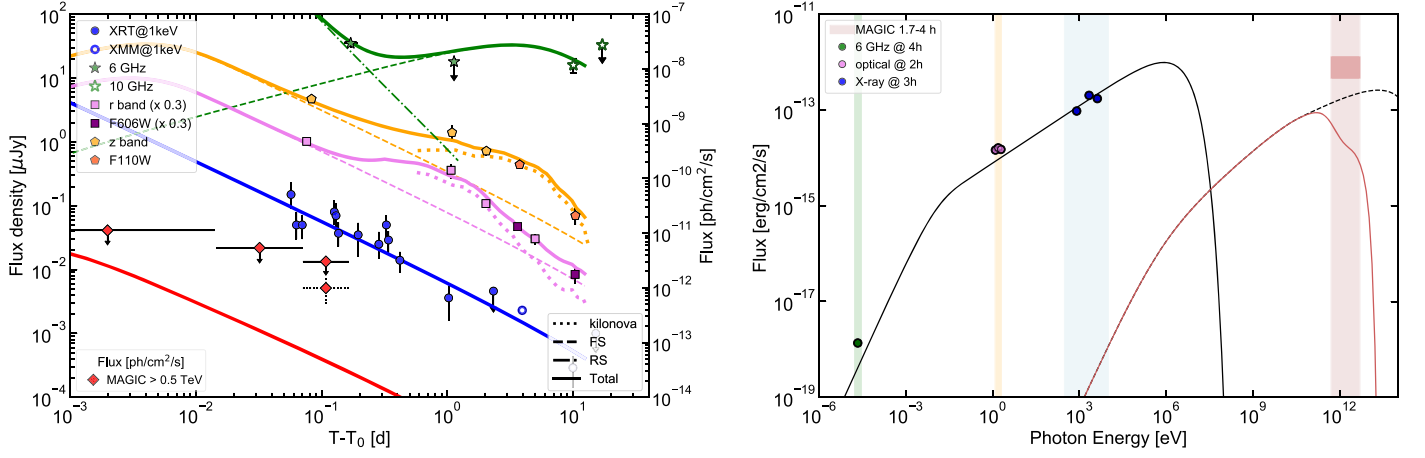 XRT@1keV
XMM@1keV
6 GHz
10 GHz
r band (x 0.3)
F606W (x 0.3)
z band
F110W
Flux [ph/cm²/s]
MAGIC > 0.5 TeV
kilonova
FS
RS
Total
Flux density [μJy]
10⁻⁴
10⁻³
10⁻²
10⁻¹
10⁰
10¹
10²
10⁻³
10⁻²
10⁻¹
10⁰
10¹
T-T₀ [d]
10⁻⁷
10⁻⁸
10⁻⁹
10⁻¹⁰
10⁻¹¹
10⁻¹²
10⁻¹³
10⁻¹⁴
Flux [ph/cm²/s]
MAGIC 1.7-4 h
6 GHz @ 4h
optical @ 2h
X-ray @ 3h
Flux [erg/cm2/s]
10⁻¹¹
10⁻¹³
10⁻¹⁵
10⁻¹⁷
10⁻¹⁹
10⁻⁶
10⁻³
10⁰
10³
10⁶
10⁹
10¹²
Photon Energy [eV]